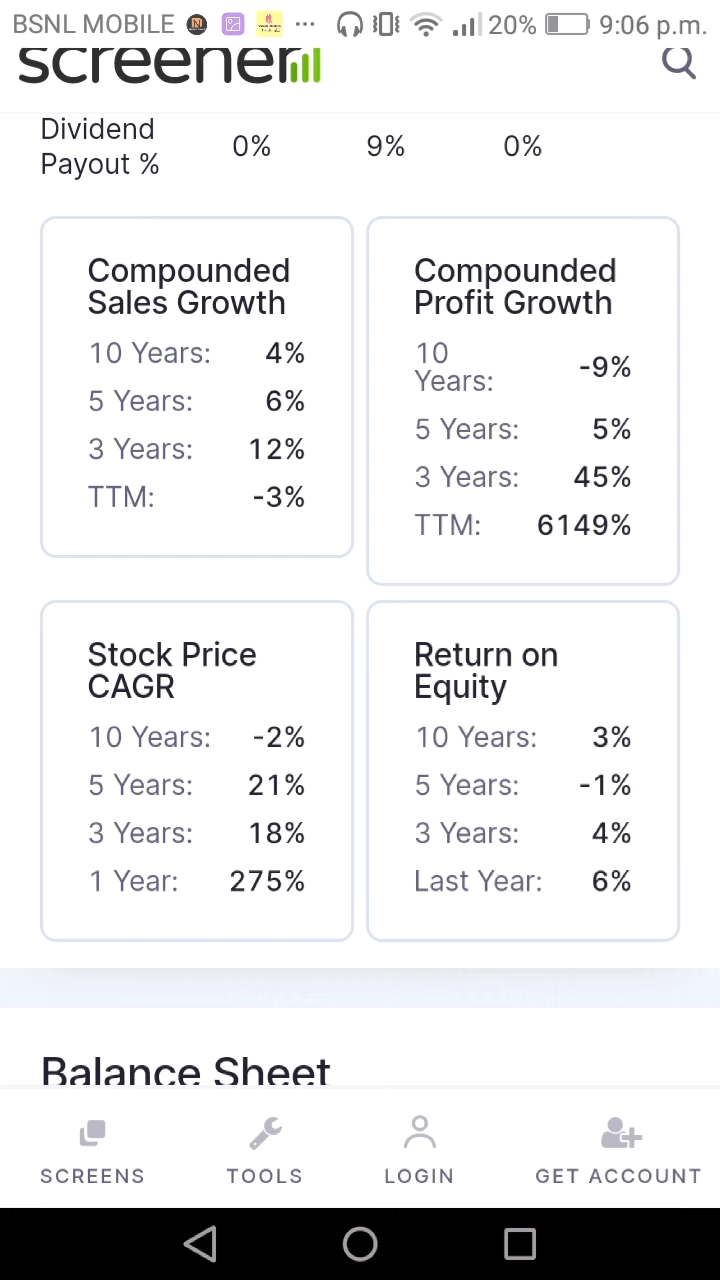 BSNL MOBILE ... 20% 9:06 p.m.
screener
Dividend
Payout % 0% 9% 0%
Compounded
Sales Growth
10 Years: 4%
5 Years: 6%
3 Years: 12%
TTM: -3%
Compounded
Profit Growth
10
Years: -9%
5 Years: 5%
3 Years: 45%
TTM: 6149%
Stock Price
CAGR
10 Years: -2%
5 Years: 21%
3 Years: 18%
1 Year: 275%
Return on
Equity
10 Years: 3%
5 Years: -1%
3 Years: 4%
Last Year: 6%
Balance Sheet
SCREENS TOOLS LOGIN GET ACCOUNT